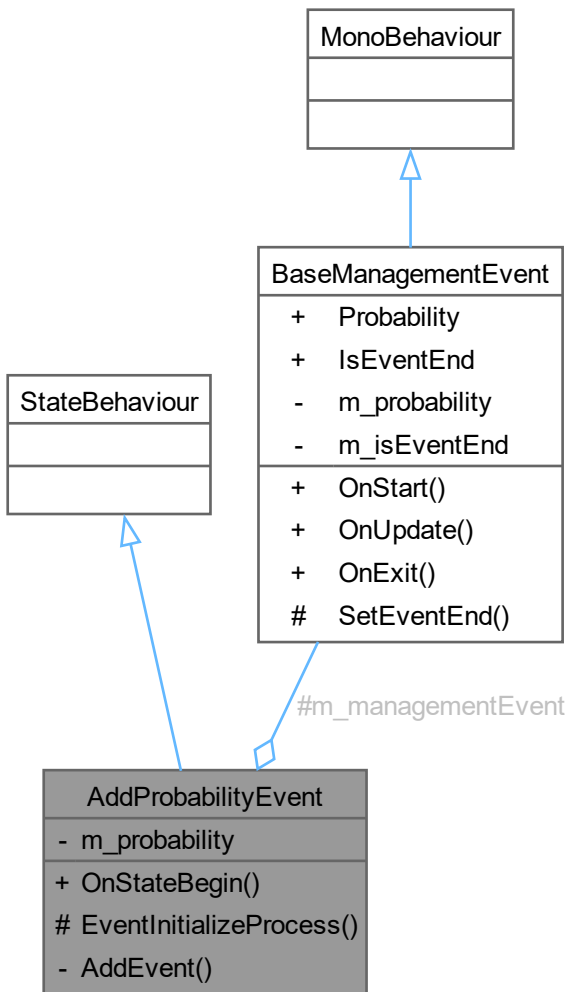 MonoBehaviour
BaseManagementEvent
+ Probability
+ IsEventEnd
- m_probability
- m_isEventEnd
+ OnStart()
+ OnUpdate()
+ OnExit()
# SetEventEnd()
StateBehaviour
#m_managementEvent
AddProbabilityEvent
- m_probability
+ OnStateBegin()
# EventInitializeProcess()
- AddEvent()